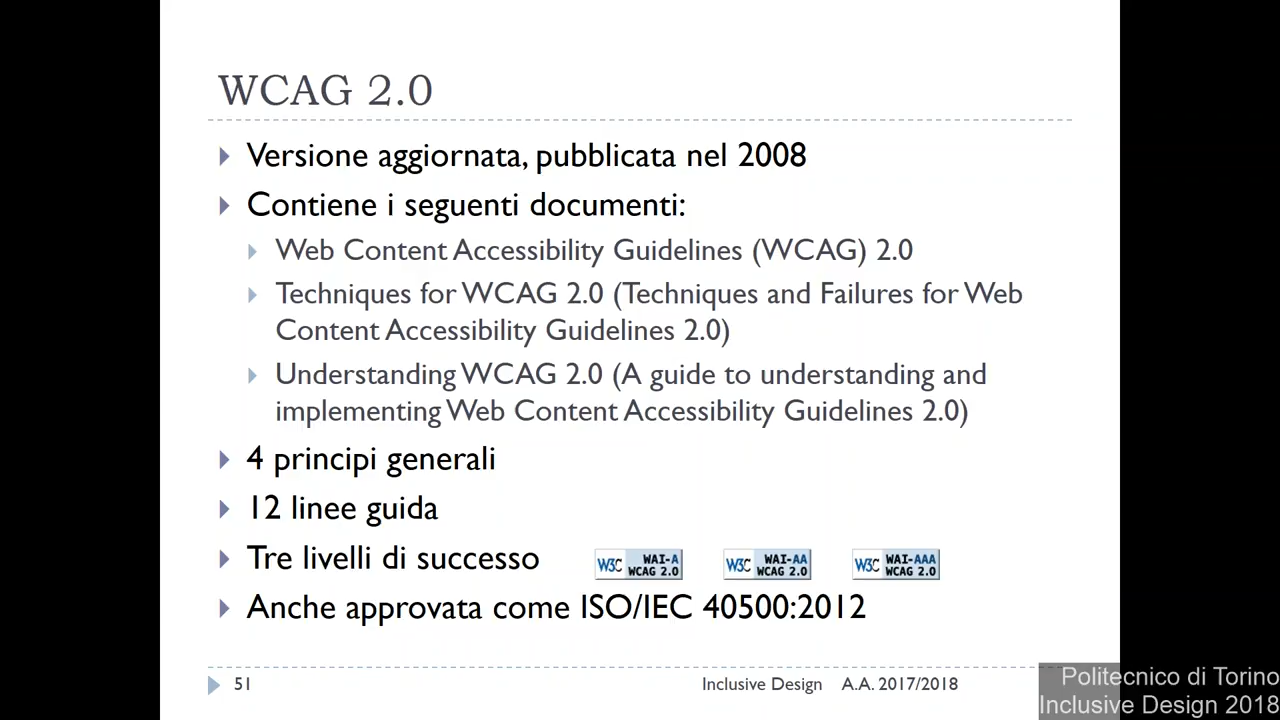 WCAG 2.0
Versione aggiornata, pubblicata nel 2008
Contiene i seguenti documenti:
Web Content Accessibility Guidelines (WCAG) 2.0
Techniques for WCAG 2.0 (Techniques and Failures for Web
Content Accessibility Guidelines 2.0)
Understanding WCAG 2.0 (A guide to understanding and
implementing Web Content Accessibility Guidelines 2.0)
4 principi generali
12 linee guida
Tre livelli di successo
W3C WAI-A WCAG 2.0
W3C WAI-AA WCAG 2.0
W3C WAI-AAA WCAG 2.0
Anche approvata come ISO/IEC 40500:2012
51
Inclusive Design A.A. 2017/2018
Politecnico di Torino
Inclusive Design 2018